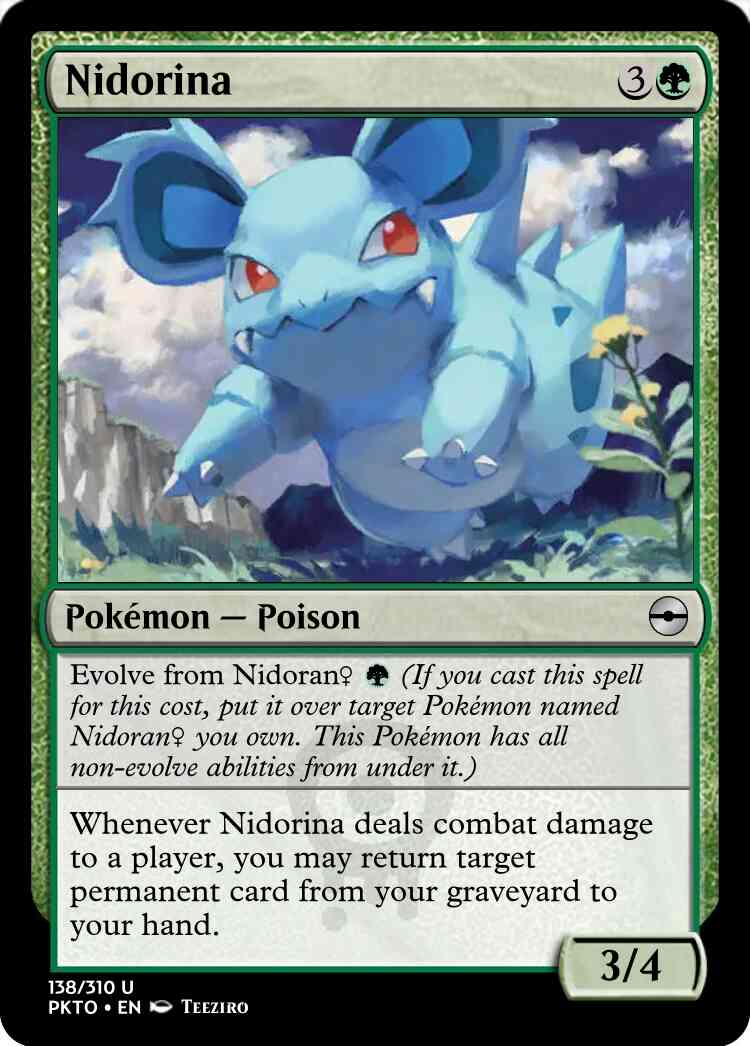 Nidorina 3
Pokémon — Poison
Evolve from Nidoran♀ (If you cast this spell
for this cost, put it over target Pokémon named
Nidoran♀ you own. This Pokémon has all
non-evolve abilities from under it.)
Whenever Nidorina deals combat damage
to a player, you may return target
permanent card from your graveyard to
your hand.
3/4
138/310 U
PKTO • EN Teeziro